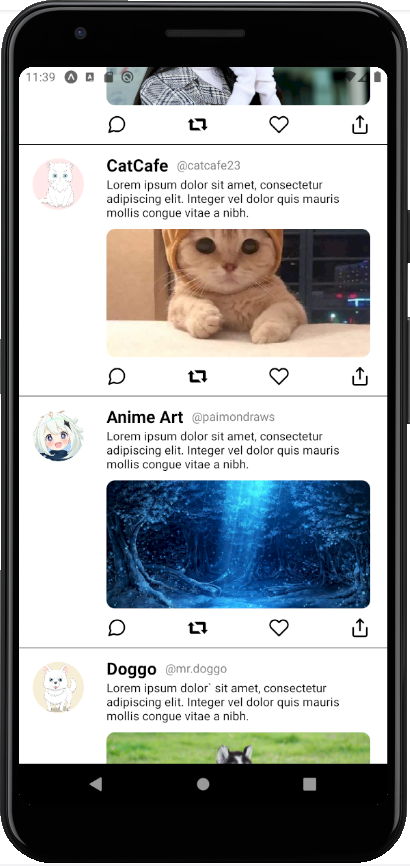 11:39
CatCafe @catcafe23
Lorem ipsum dolor sit amet, consectetur
adipiscing elit. Integer vel dolor quis mauris
mollis congue vitae a nibh.
Anime Art @paimondraws
Lorem ipsum dolor sit amet, consectetur
adipiscing elit. Integer vel dolor quis mauris
mollis congue vitae a nibh.
Doggo @mr.doggo
Lorem ipsum dolor` sit amet, consectetur
adipiscing elit. Integer vel dolor quis mauris
mollis congue vitae a nibh.